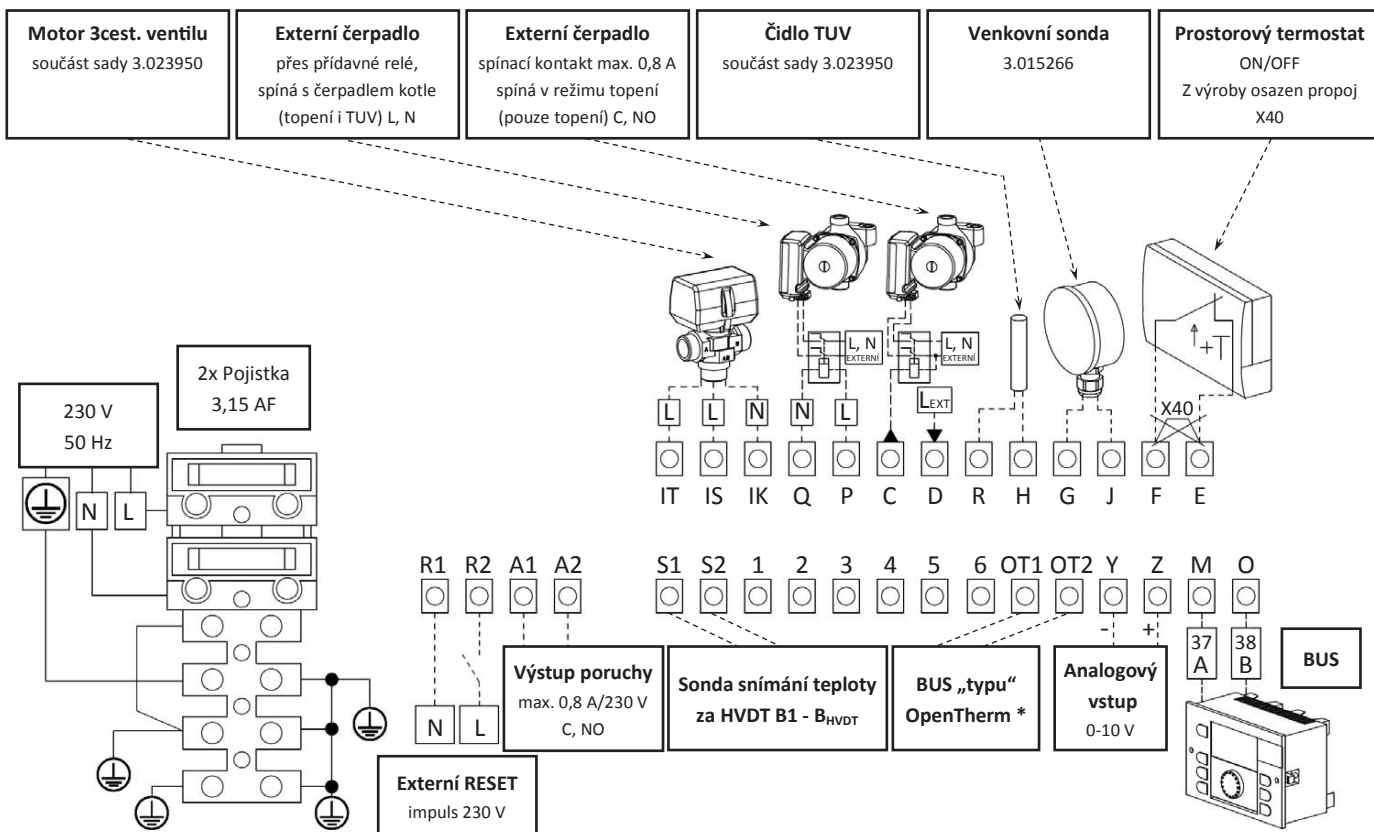 Motor 3cest. ventilu
součást sady 3.023950
Externí čerpadlo
přes přídavné relé,
spíná s čerpadlem kotle
(topení i TUV) L, N
Externí čerpadlo
spínací kontakt max. 0,8 A
spíná v režimu topení
(pouze topení) C, NO
Čidlo TUV
součást sady 3.023950
Venkovní sonda
3.015266
Prostorový termostat
ON/OFF
Z výroby osazen propoj
X40
A
B
AB
L, N
EXTERNÍ
L, N
EXTERNÍ
+T
2x Pojistka
3,15 AF
230 V
50 Hz
N
L
L
L
N
N
L
LEXT
X40
IT
IS
IK
Q
P
C
D
R
H
G
J
F
E
R1
R2
A1
A2
S1
S2
1
2
3
4
5
6
OT1
OT2
Y
Z
M
O
-
+
37
A
38
B
BUS
N
L
Výstup poruchy
max. 0,8 A/230 V
C, NO
Sonda snímání teploty
za HVDT B1 - BHVDT
BUS „typu“
OpenTherm *
Analogový
vstup
0-10 V
Externí RESET
impuls 230 V